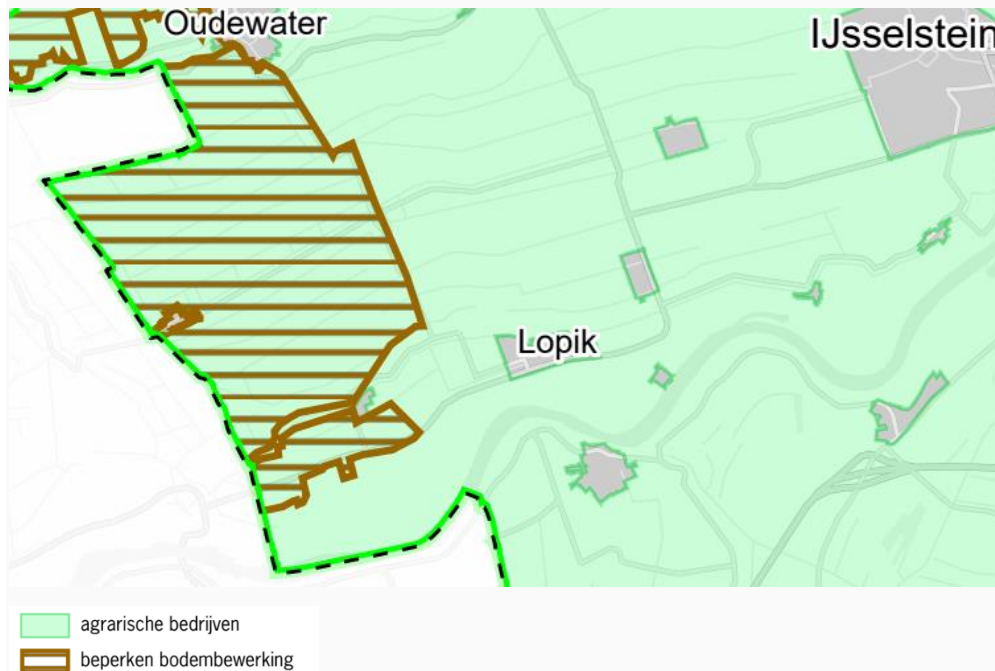 Oudewater
IJsselstein
Lopik
agrarische bedrijven
beperken bodembewerking